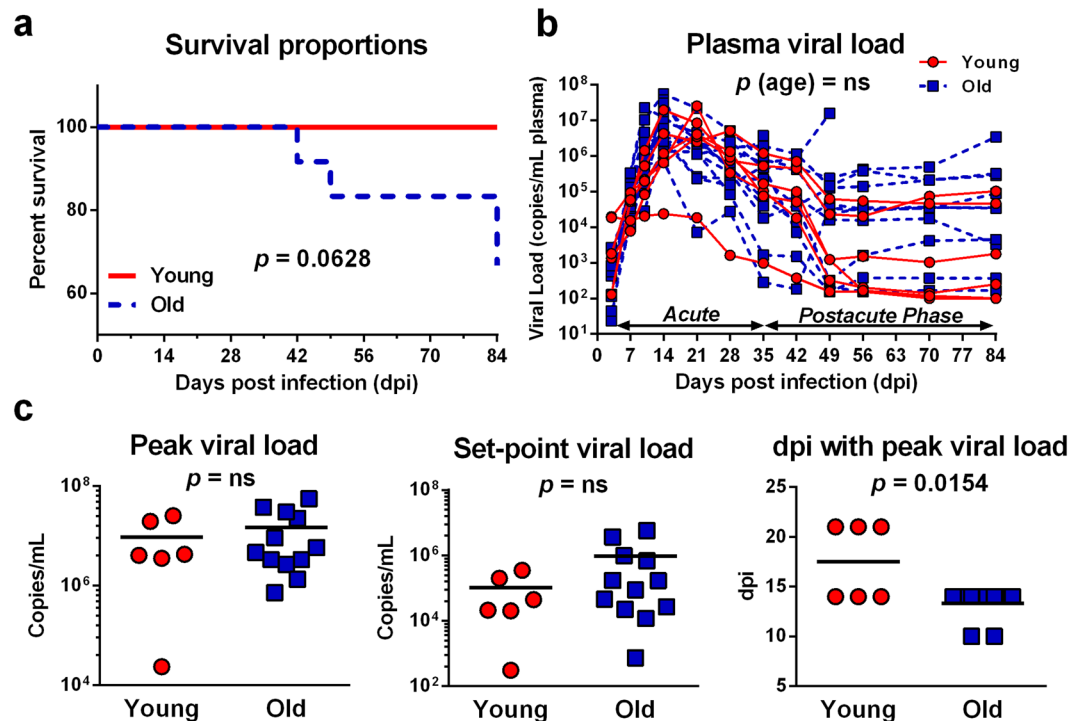 a
Survival proportions
Percent survival
100
80
60
p = 0.0628
Young
Old
0 14 28 42 56 70 84
Days post infection (dpi)
b
Plasma viral load
Young
Old
p (age) = ns
Viral Load (copies/mL plasma)
10⁸
10⁷
10⁶
10⁵
10⁴
10³
10²
10¹
Acute
Postacute Phase
0 7 14 21 28 35 42 49 56 63 70 77 84
Days post infection (dpi)
c
Peak viral load
p = ns
Copies/mL
10⁸
10⁶
10⁴
Young Old
Set-point viral load
p = ns
Copies/mL
10⁸
10⁶
10⁴
10²
Young Old
dpi with peak viral load
p = 0.0154
dpi
25
20
15
10
5
Young Old